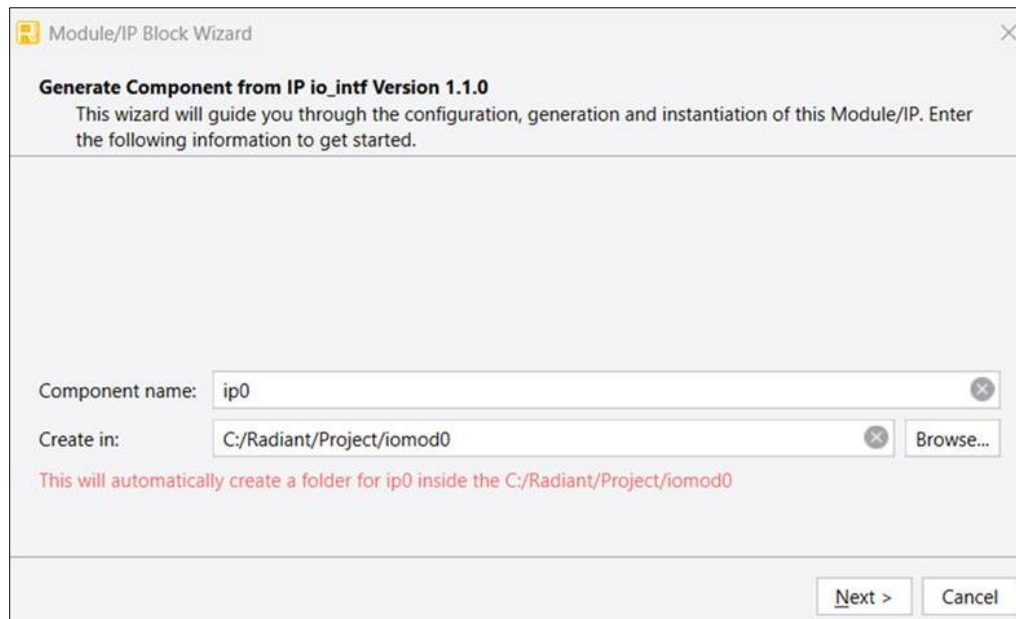 Module/IP Block Wizard
Generate Component from IP io_intf Version 1.1.0
This wizard will guide you through the configuration, generation and instantiation of this Module/IP. Enter
the following information to get started.
Component name: ip0
Create in: C:/Radiant/Project/iomod0 Browse...
This will automatically create a folder for ip0 inside the C:/Radiant/Project/iomod0
Next > Cancel